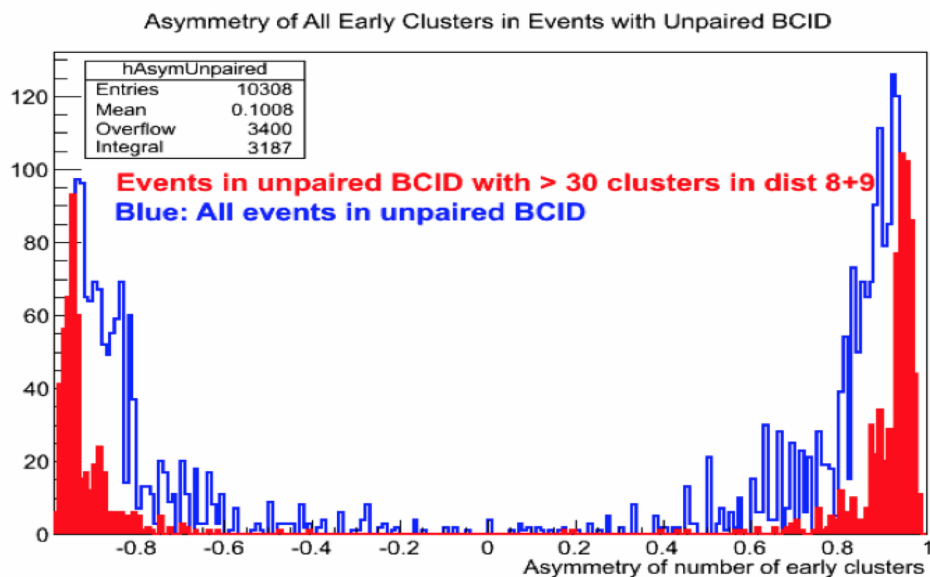 Asymmetry of All Early Clusters in Events with Unpaired BCID
hAsymUnpaired
Entries 10308
Mean 0.1008
Overflow 3400
Integral 3187
Events in unpaired BCID with > 30 clusters in dist 8+9
Blue: All events in unpaired BCID
120
100
80
60
40
20
0
-0.8 -0.6 -0.4 -0.2 0 0.2 0.4 0.6 0.8 1
Asymmetry of number of early clusters